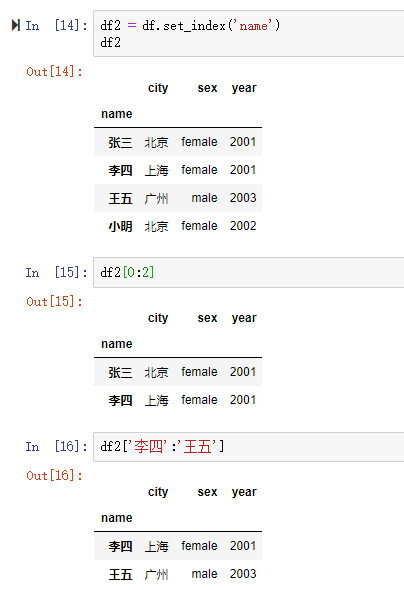 In [14]: df2 = df.set_index('name')
df2
Out[14]:
city sex year
name
张三 北京 female 2001
李四 上海 female 2001
王五 广州 male 2003
小明 北京 female 2002
In [15]: df2[0:2]
Out[15]:
city sex year
name
张三 北京 female 2001
李四 上海 female 2001
In [16]: df2['李四':'王五']
Out[16]:
city sex year
name
李四 上海 female 2001
王五 广州 male 2003